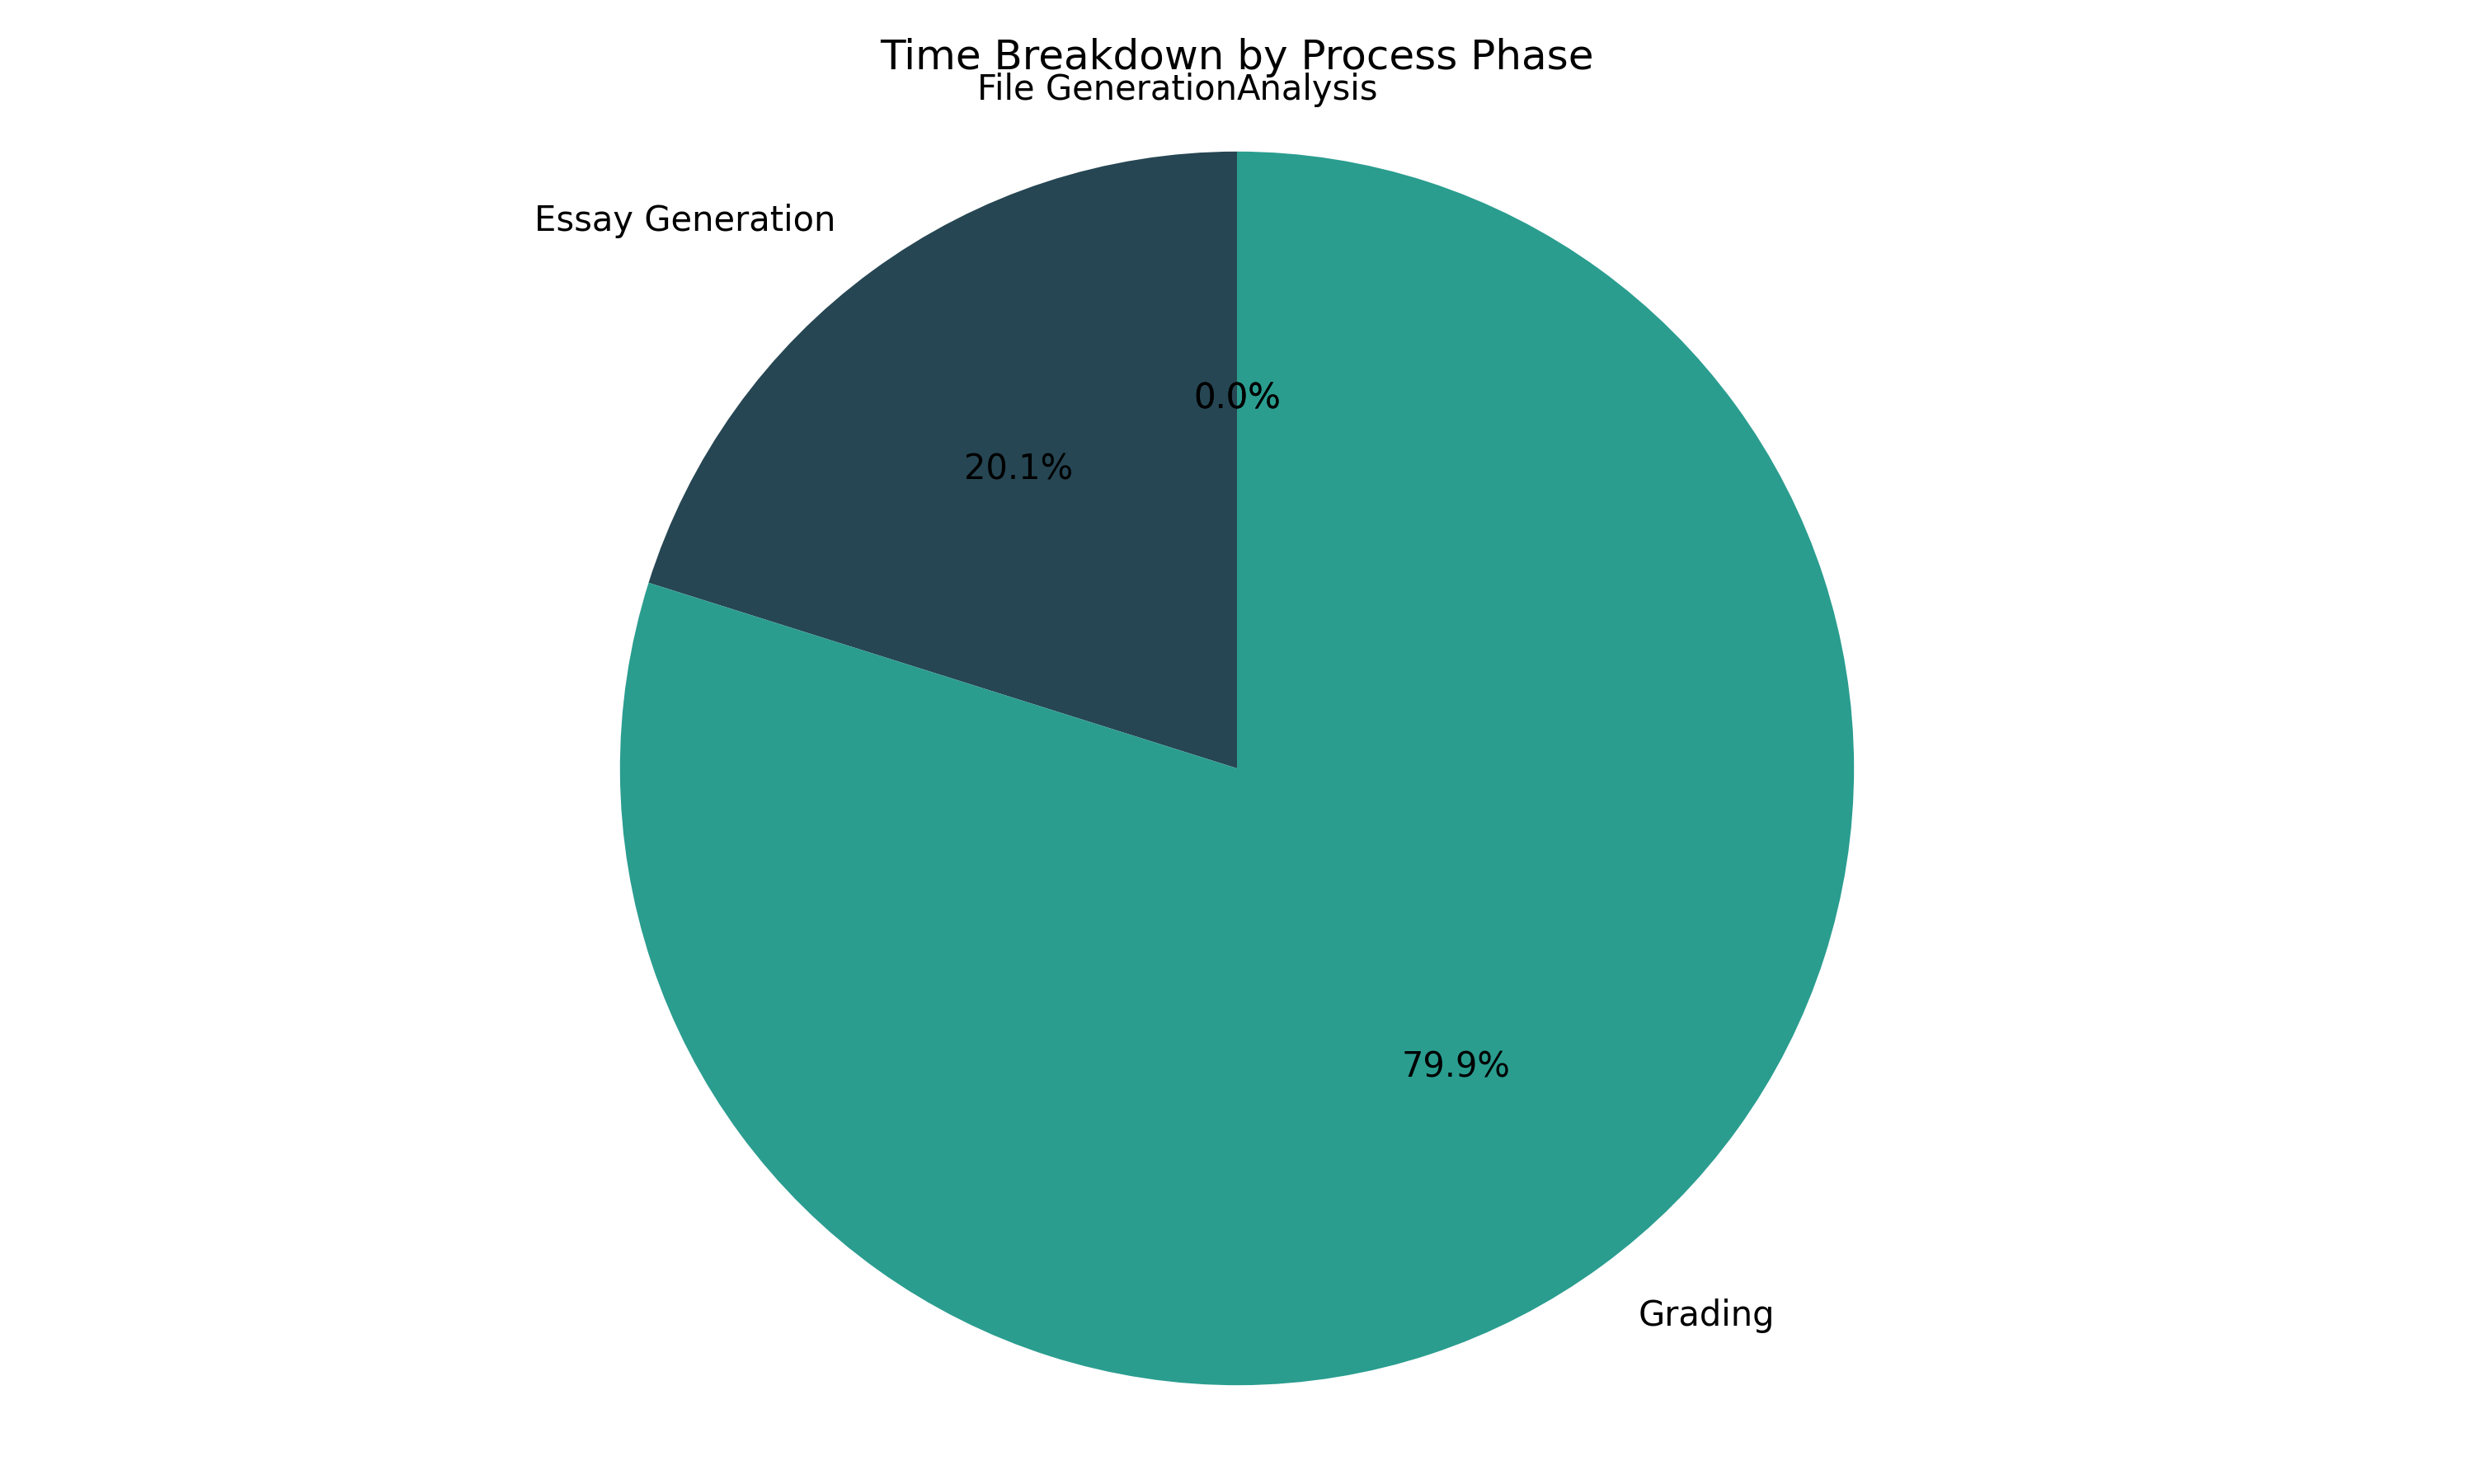 Time Breakdown by Process Phase
File GenerationAnalysis
Essay Generation
0.0%
20.1%
79.9%
Grading